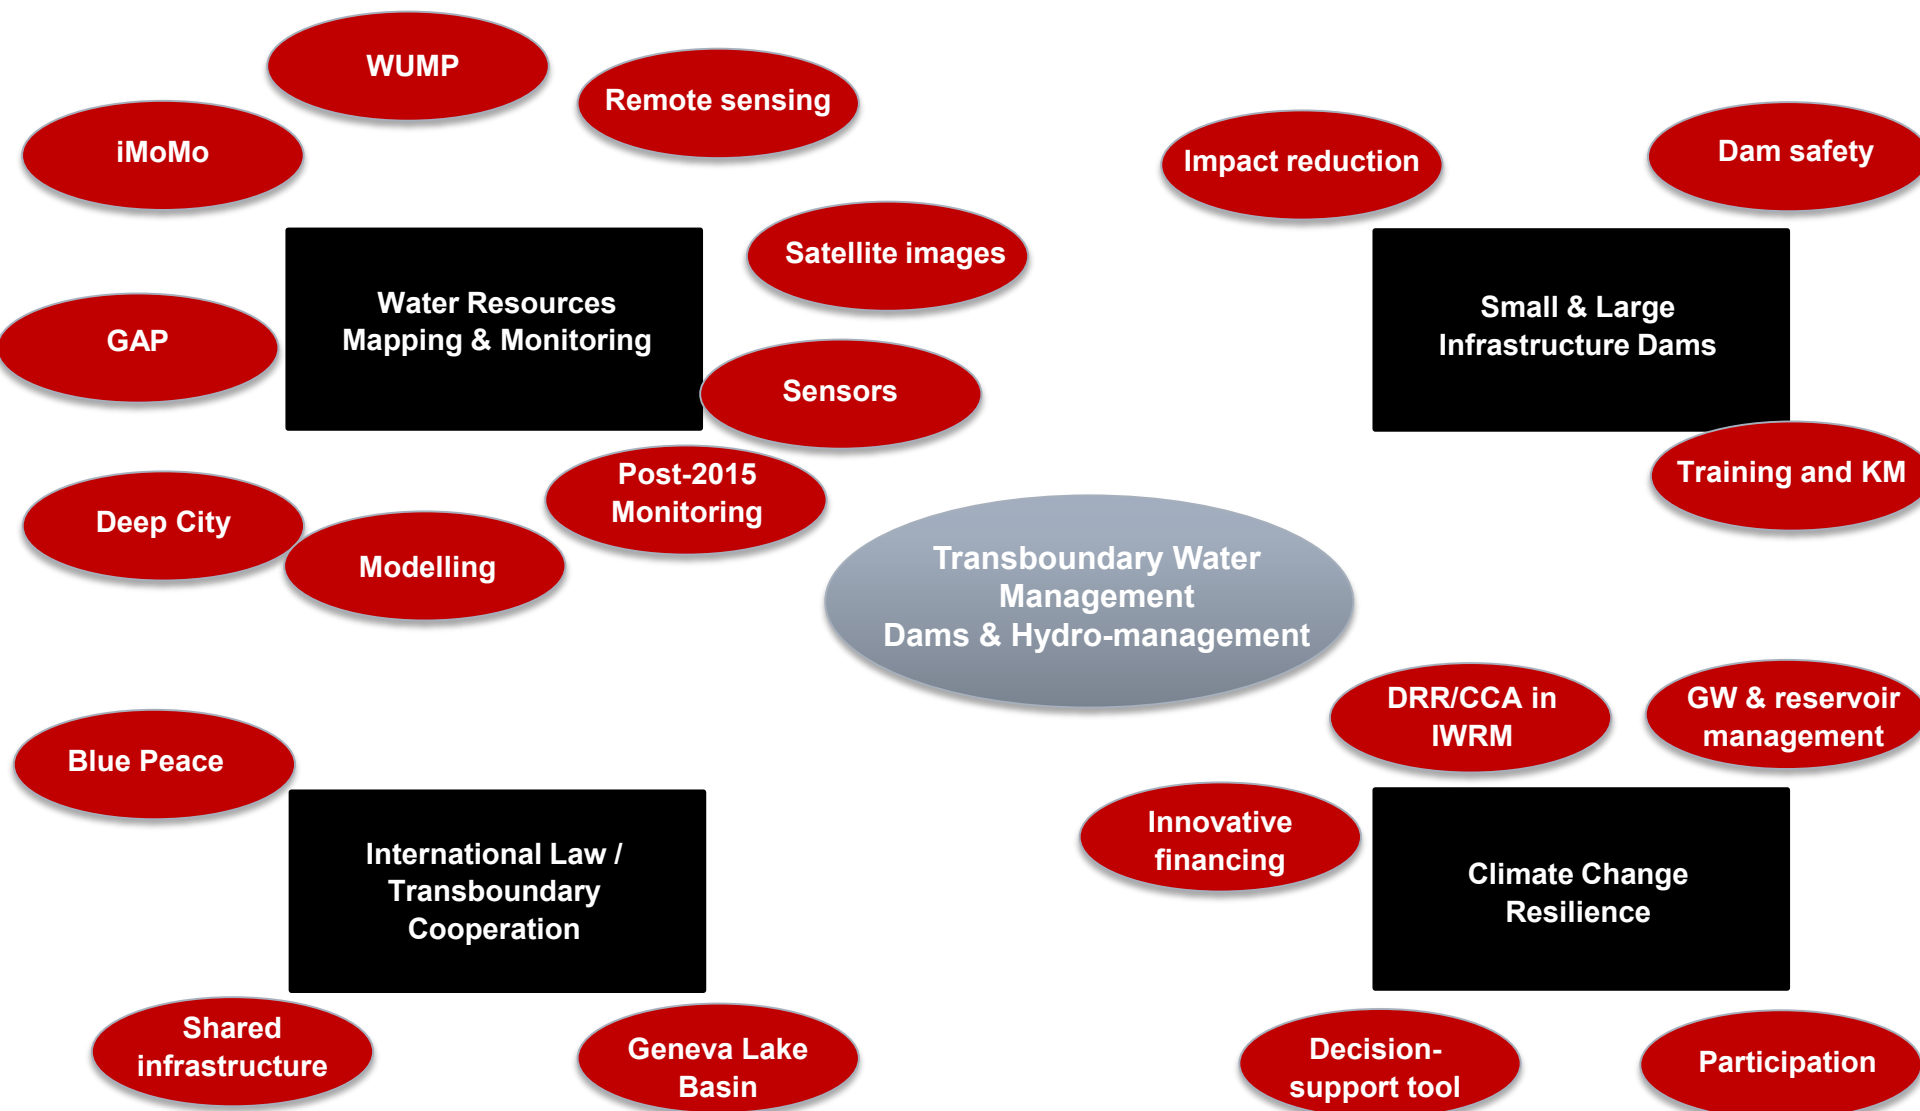 WUMP
Remote sensing
iMoMo
Impact reduction
Dam safety
Satellite images
Water Resources
Mapping & Monitoring
Small & Large
Infrastructure Dams
GAP
Sensors
Post-2015
Monitoring
Training and KM
Deep City
Modelling
Transboundary Water
Management
Dams & Hydro-management
DRR/CCA in
IWRM
GW & reservoir
management
Blue Peace
Innovative
financing
International Law /
Transboundary
Cooperation
Climate Change
Resilience
Shared
infrastructure
Geneva Lake
Basin
Decision-
support tool
Participation